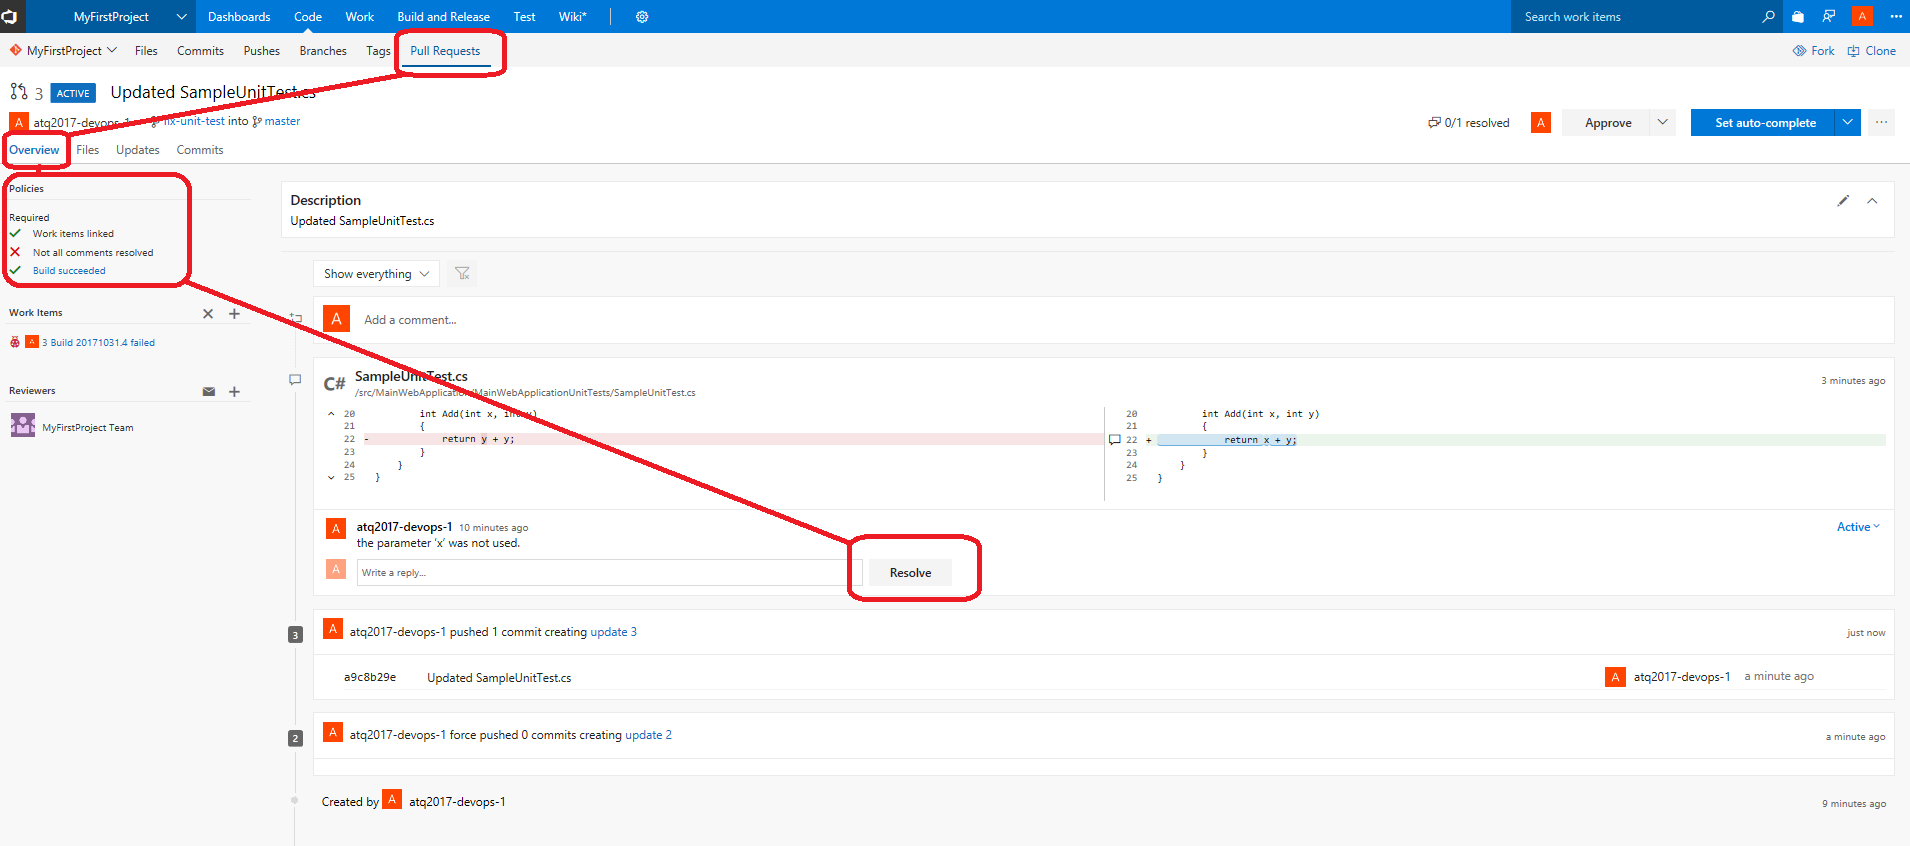 MyFirstProject Dashboards Code Work Build and Release Test Wiki* Search work items A
MyFirstProject Files Commits Pushes Branches Tags Pull Requests Fork Clone
3 ACTIVE Updated SampleUnitTest.cs
A atq2017-devops-1 fix-unit-test into master 0/1 resolved A Approve Set auto-complete
Overview Files Updates Commits
Policies
Required
Work items linked
Not all comments resolved
Build succeeded
Work Items
A 3 Build 20171031.4 failed
Reviewers
MyFirstProject Team
Description
Updated SampleUnitTest.cs
Show everything
A Add a comment...
C# SampleUnitTest.cs
/src/MainWebApplication/MainWebApplicationUnitTests/SampleUnitTest.cs 3 minutes ago
20 int Add(int x, int y)
21 {
22 - return y + y;
23 }
24 }
25 }
20 int Add(int x, int y)
21 {
22 + return x + y;
23 }
24 }
25 }
A atq2017-devops-1 10 minutes ago Active
the parameter 'x' was not used.
A Write a reply... Resolve
3 A atq2017-devops-1 pushed 1 commit creating update 3 just now
a9c8b29e Updated SampleUnitTest.cs A atq2017-devops-1 a minute ago
2 A atq2017-devops-1 force pushed 0 commits creating update 2 a minute ago
Created by A atq2017-devops-1 9 minutes ago